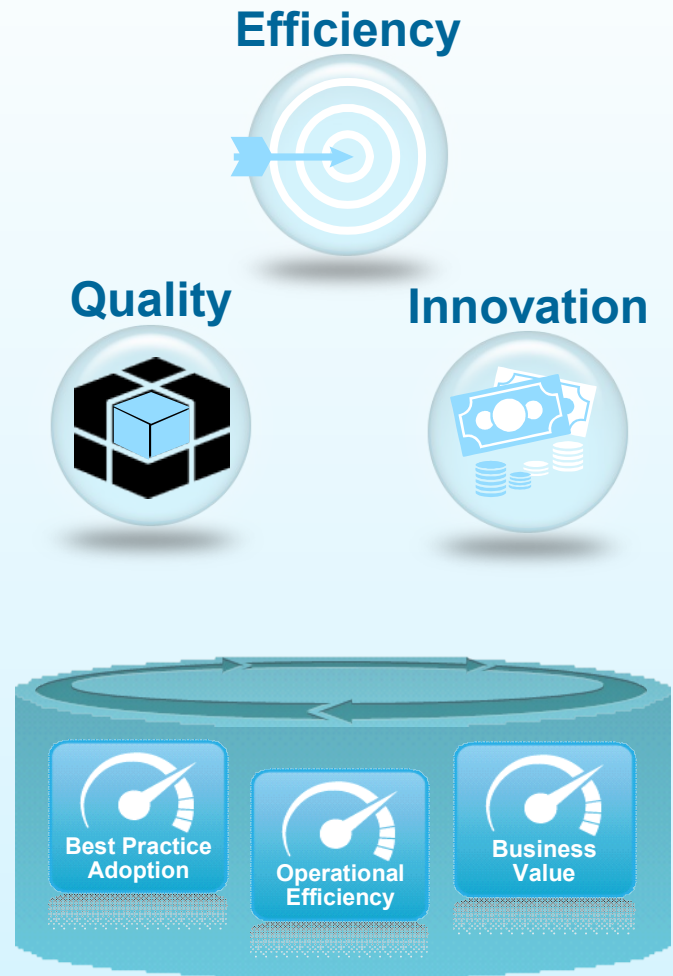 Efficiency
Quality
Innovation
Best Practice
Adoption
Operational
Efficiency
Business
Value